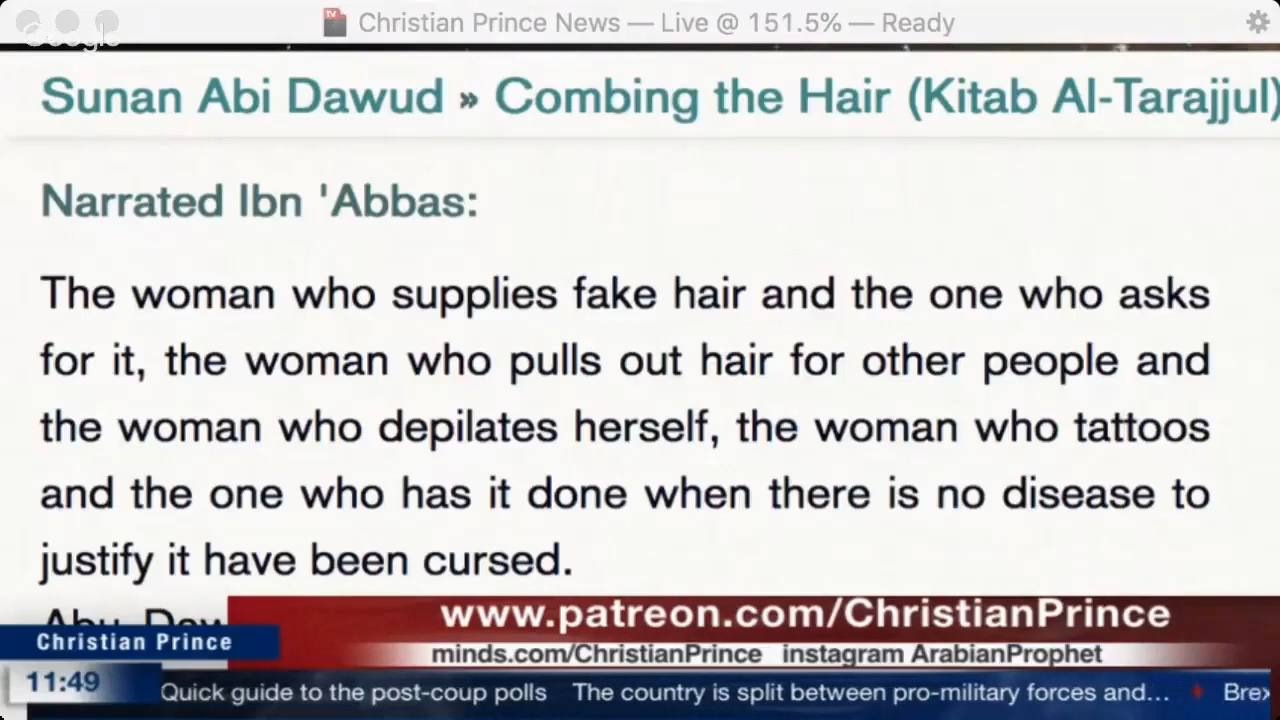 Christian Prince News — Live @ 151.5% — Ready
Google
Sunan Abi Dawud » Combing the Hair (Kitab Al-Tarajjul)
Narrated Ibn 'Abbas:
The woman who supplies fake hair and the one who asks
for it, the woman who pulls out hair for other people and
the woman who depilates herself, the woman who tattoos
and the one who has it done when there is no disease to
justify it have been cursed.
Abu Daw
www.patreon.com/ChristianPrince
Christian Prince
minds.com/ChristianPrince instagram ArabianProphet
11:49
Quick guide to the post-coup polls The country is split between pro-military forces and... Brex